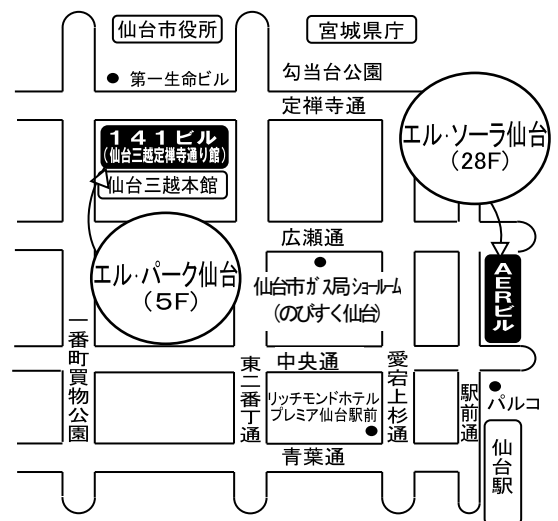 仙台市役所
宮城県庁
第一生命ビル
勾当台公園
定禅寺通
141ビル
(仙台三越定禅寺通り館)
仙台三越本館
エル・ソーラ仙台
(28F)
広瀬通
エル・パーク仙台
(5F)
仙台市ガス局ショールーム
(のびすく仙台)
AERビル
一番町買物公園
東二番丁通
中央通
愛宕上杉通
駅前通
パルコ
リッチモンドホテル
プレミア仙台駅前
青葉通
仙台駅